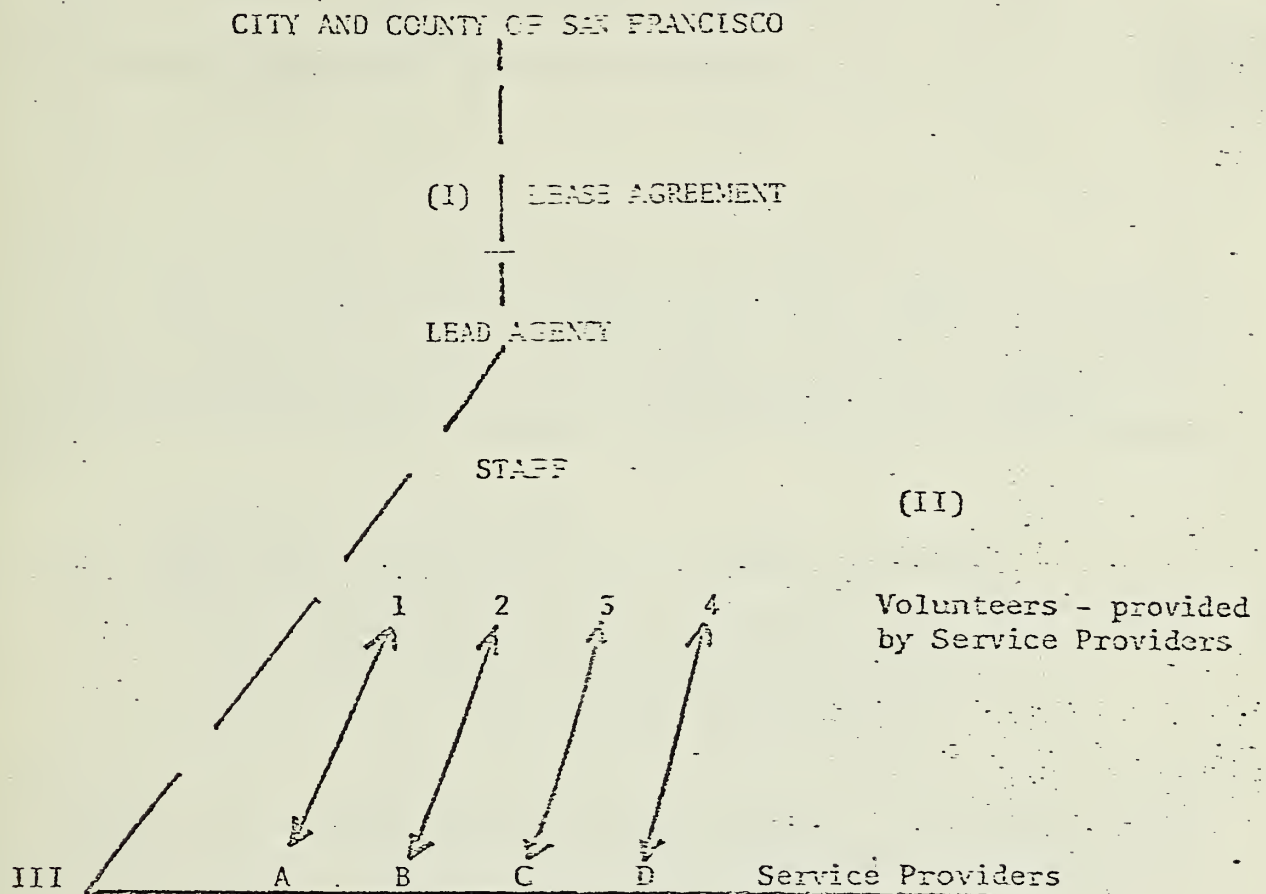 CITY AND COUNTY OF SAN FRANCISCO
(I) LEASE AGREEMENT
LEAD AGENCY
STAFF
(II)
1 2 3 4 Volunteers - provided
by Service Providers
III A B C D Service Providers